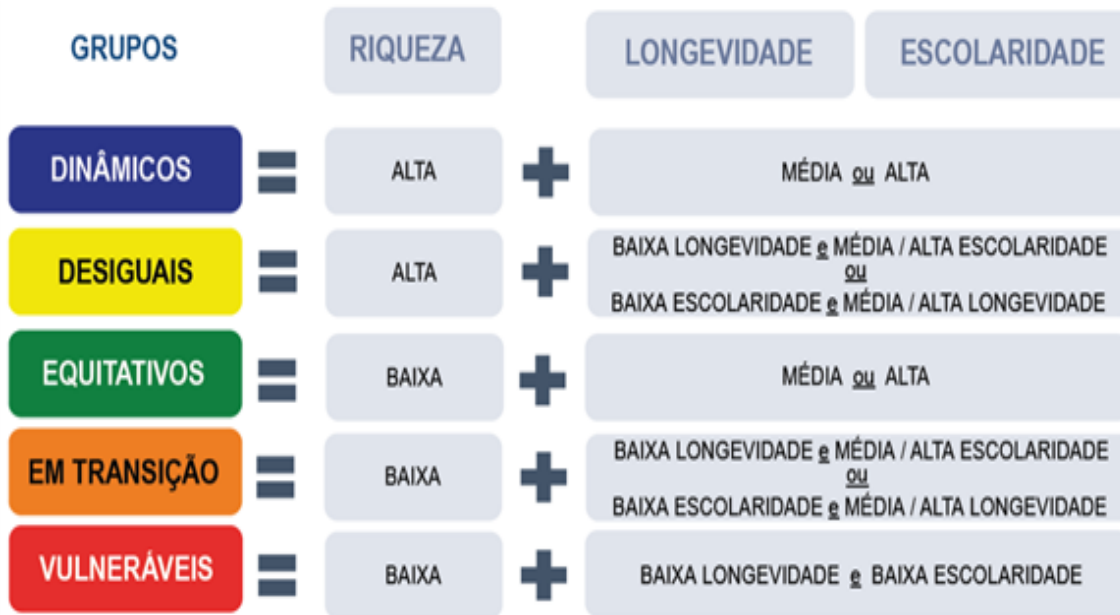 GRUPOS
RIQUEZA
LONGEVIDADE
ESCOLARIDADE
DINÂMICOS
ALTA
MÉDIA ou ALTA
DESIGUAIS
ALTA
BAIXA LONGEVIDADE e MÉDIA / ALTA ESCOLARIDADE
ou
BAIXA ESCOLARIDADE e MÉDIA / ALTA LONGEVIDADE
EQUITATIVOS
BAIXA
MÉDIA ou ALTA
EM TRANSIÇÃO
BAIXA
BAIXA LONGEVIDADE e MÉDIA / ALTA ESCOLARIDADE
ou
BAIXA ESCOLARIDADE e MÉDIA / ALTA LONGEVIDADE
VULNERÁVEIS
BAIXA
BAIXA LONGEVIDADE e BAIXA ESCOLARIDADE